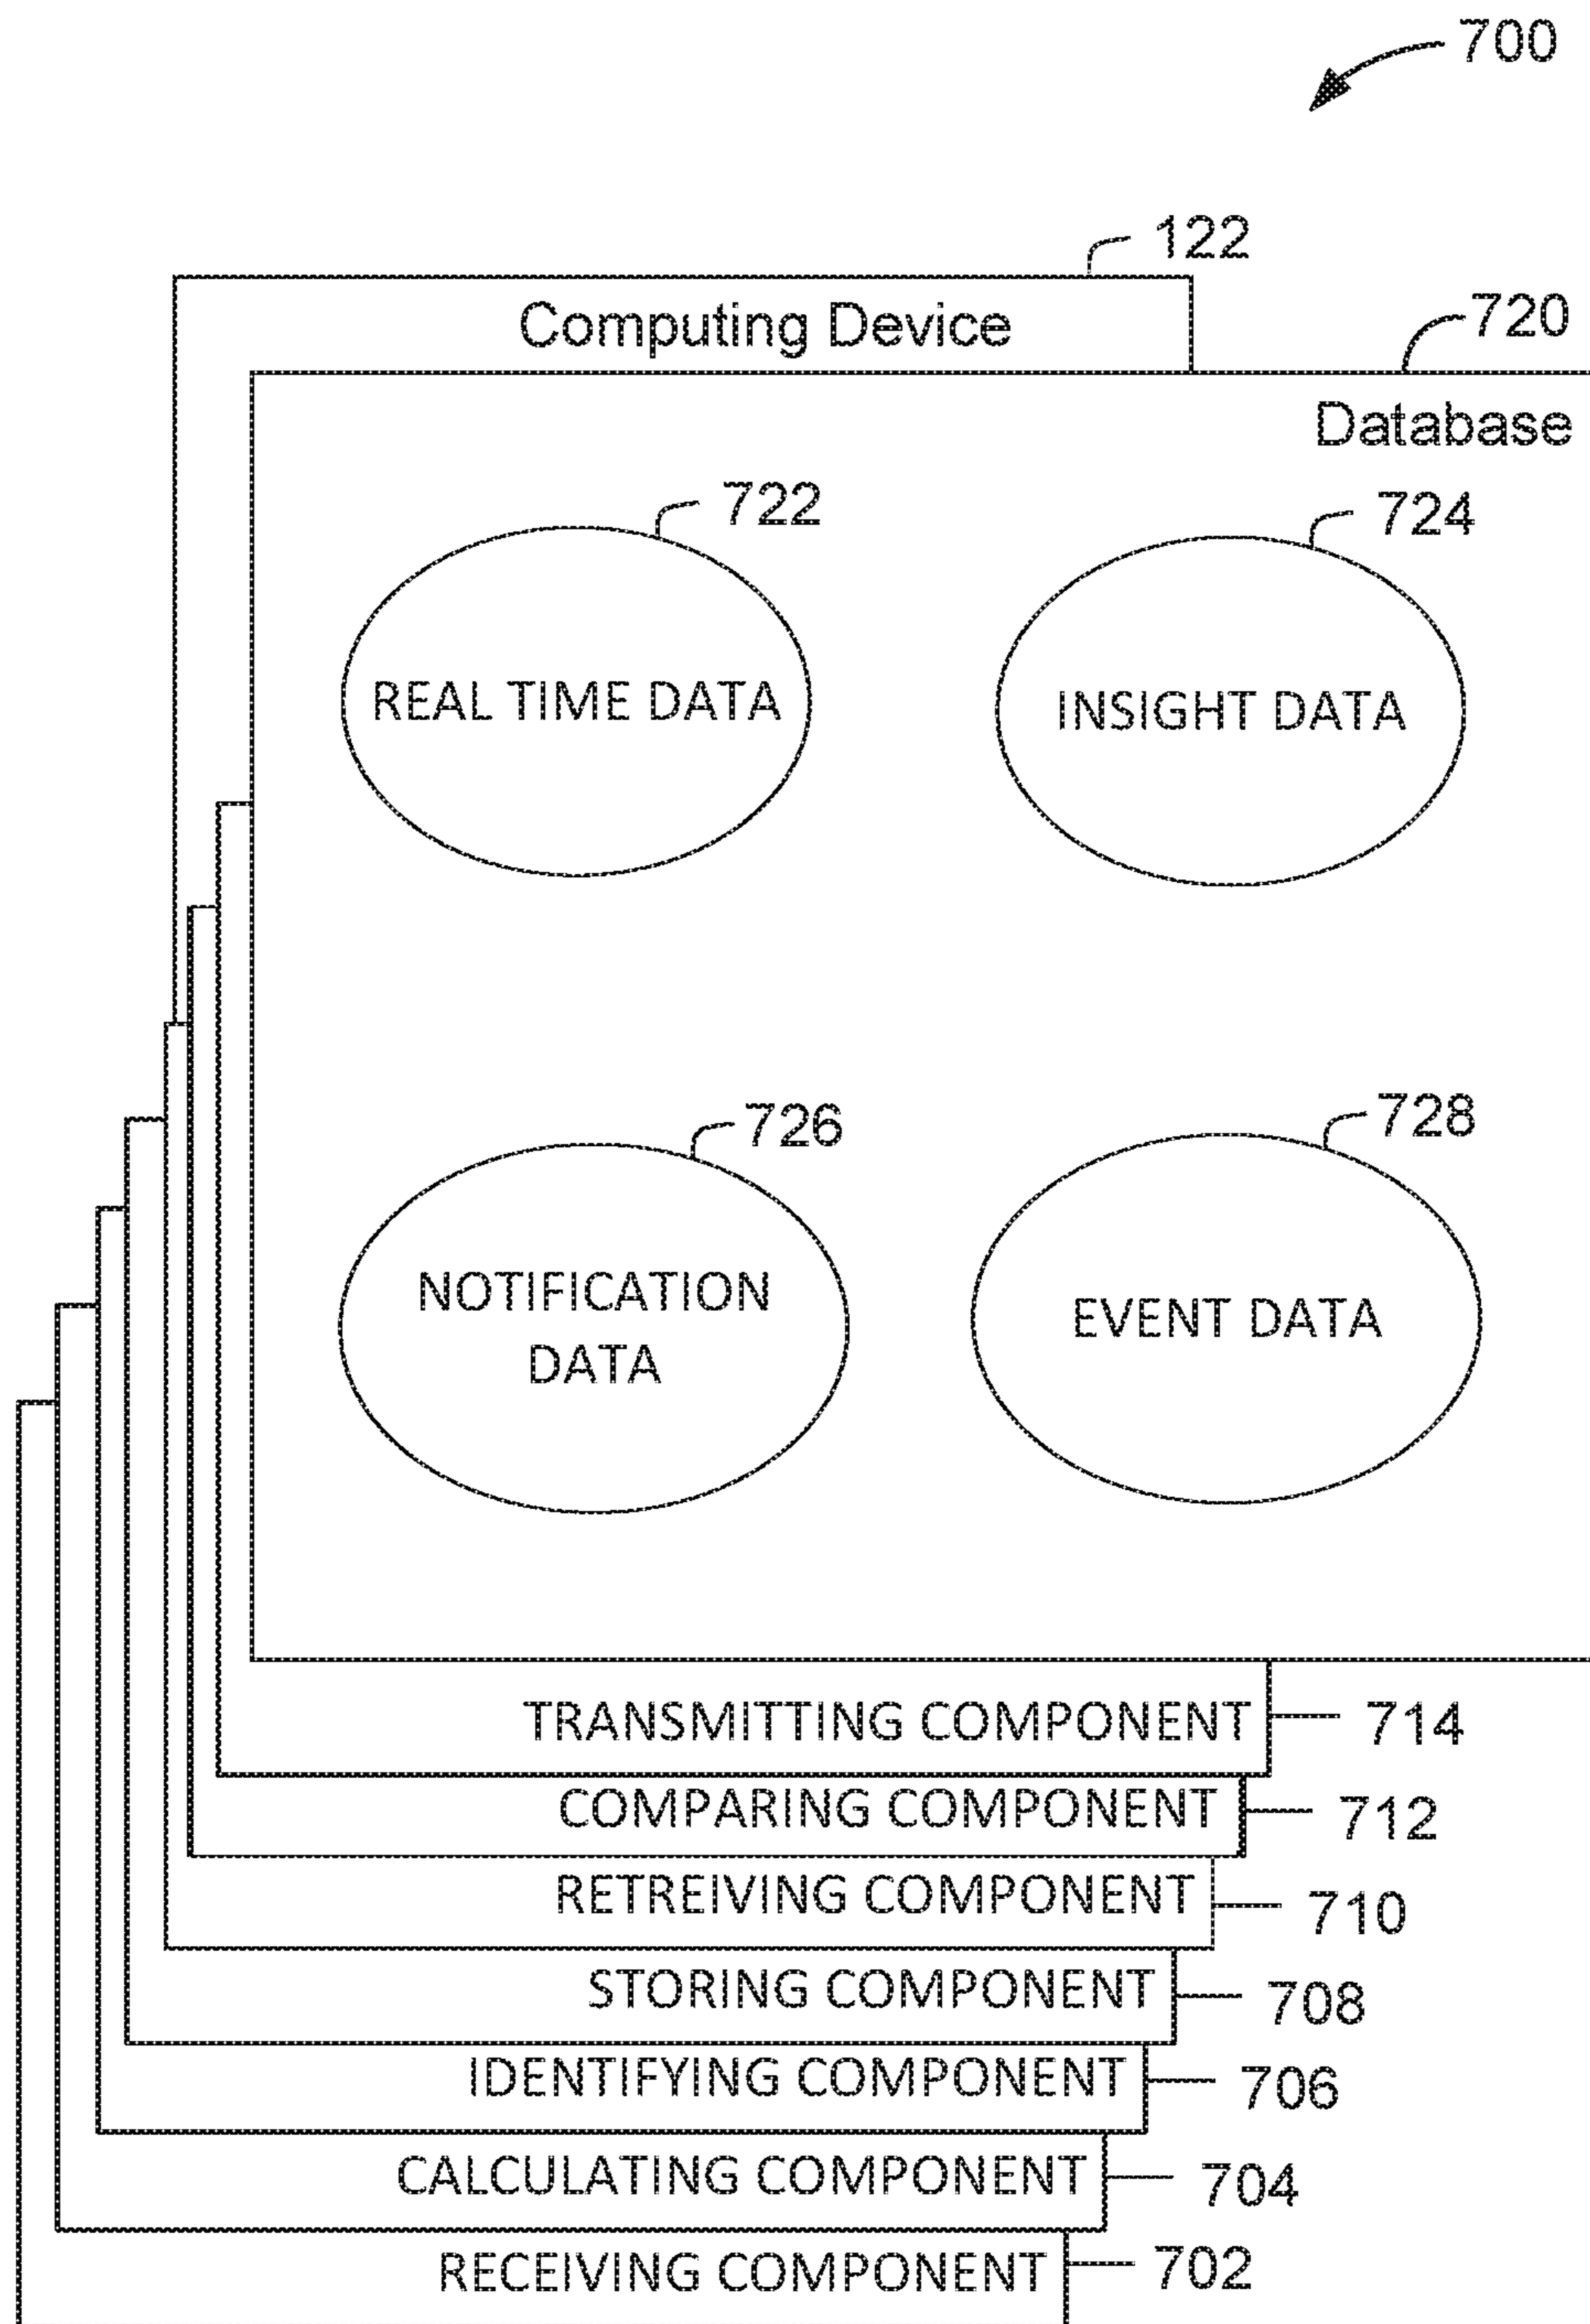 700
122
Computing Device
720
Database
722
724
REAL TIME DATA
INSIGHT DATA
726
728
NOTIFICATION
DATA
EVENT DATA
TRANSMITTING COMPONENT
714
COMPARING COMPONENT
712
RETREIVING COMPONENT
710
STORING COMPONENT
708
IDENTIFYING COMPONENT
706
CALCULATING COMPONENT
704
RECEIVING COMPONENT
702